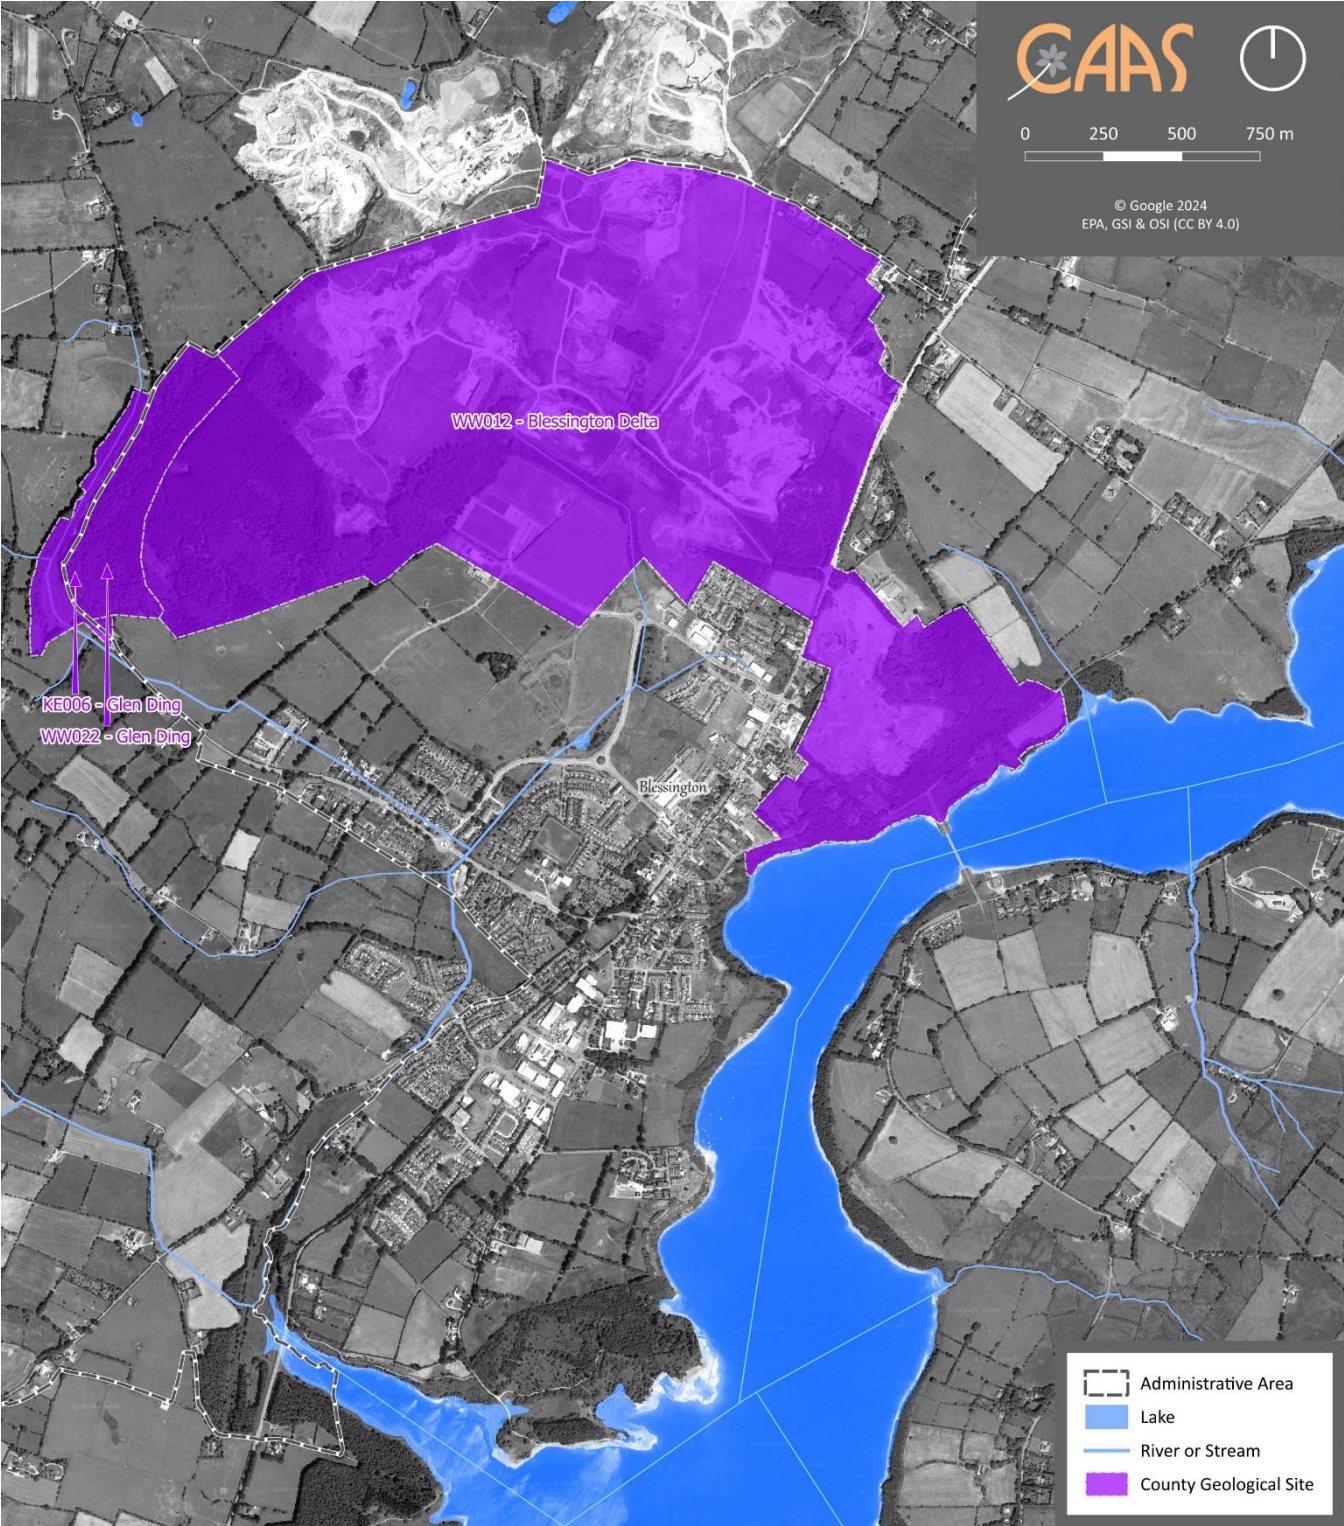 CAAS
0 250 500 750 m
© Google 2024
EPA, GSI & OSI (CC BY 4.0)
WW012 - Blessington Delta
KE006 - Glen Ding
WW022 - Glen Ding
Blessington
Administrative Area
Lake
River or Stream
County Geological Site